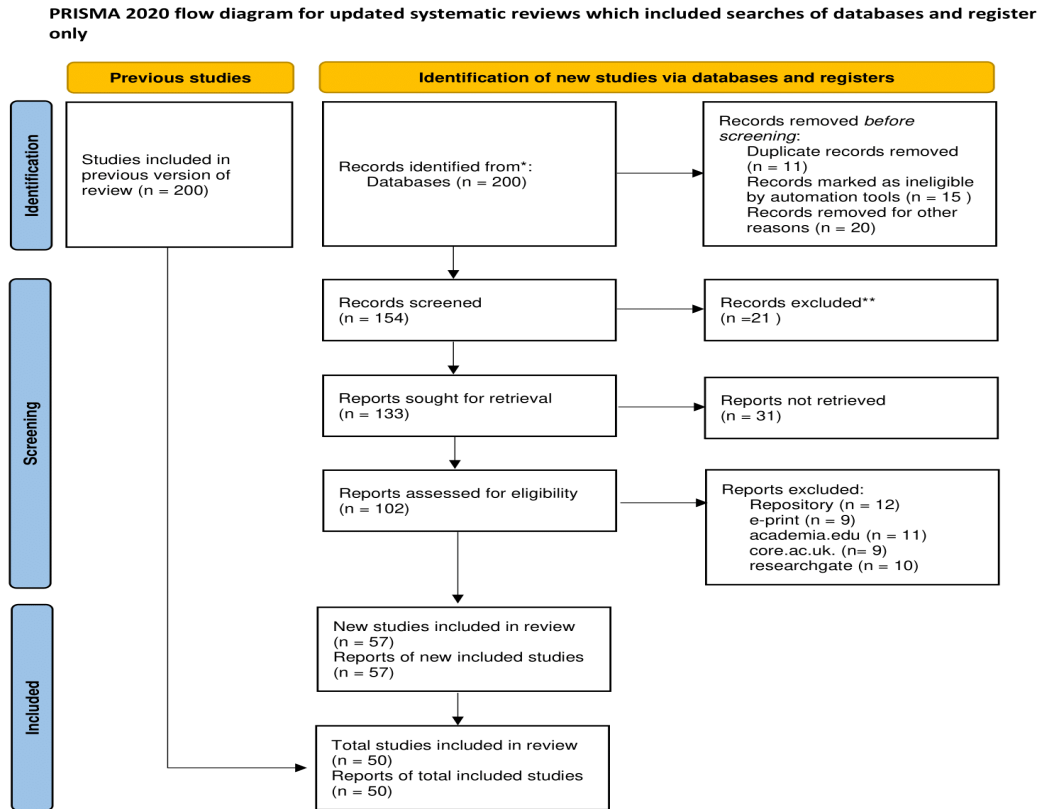 PRISMA 2020 flow diagram for updated systematic reviews which included searches of databases and register
only
Previous studies
Identification of new studies via databases and registers
Identification
Studies included in
previous version of
review (n = 200)
Records identified from*:
Databases (n = 200)
Records removed before
screening:
Duplicate records removed
(n = 11)
Records marked as ineligible
by automation tools (n = 15 )
Records removed for other
reasons (n = 20)
Screening
Records screened
(n = 154)
Records excluded**
(n =21 )
Reports sought for retrieval
(n = 133)
Reports not retrieved
(n = 31)
Reports assessed for eligibility
(n = 102)
Reports excluded:
Repository (n = 12)
e-print (n = 9)
academia.edu (n = 11)
core.ac.uk. (n= 9)
researchgate (n = 10)
Included
New studies included in review
(n = 57)
Reports of new included studies
(n = 57)
Total studies included in review
(n = 50)
Reports of total included studies
(n = 50)